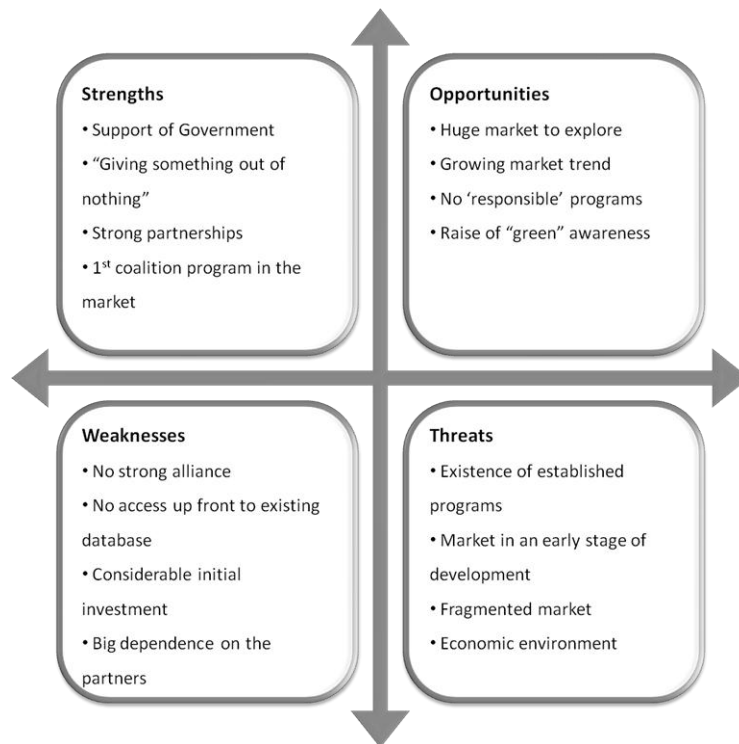 Strengths
• Support of Government
• “Giving something out of
nothing”
• Strong partnerships
• 1st coalition program in the
market
Opportunities
• Huge market to explore
• Growing market trend
• No ‘responsible’ programs
• Raise of “green” awareness
Weaknesses
• No strong alliance
• No access up front to existing
database
• Considerable initial
investment
• Big dependence on the
partners
Threats
• Existence of established
programs
• Market in an early stage of
development
• Fragmented market
• Economic environment